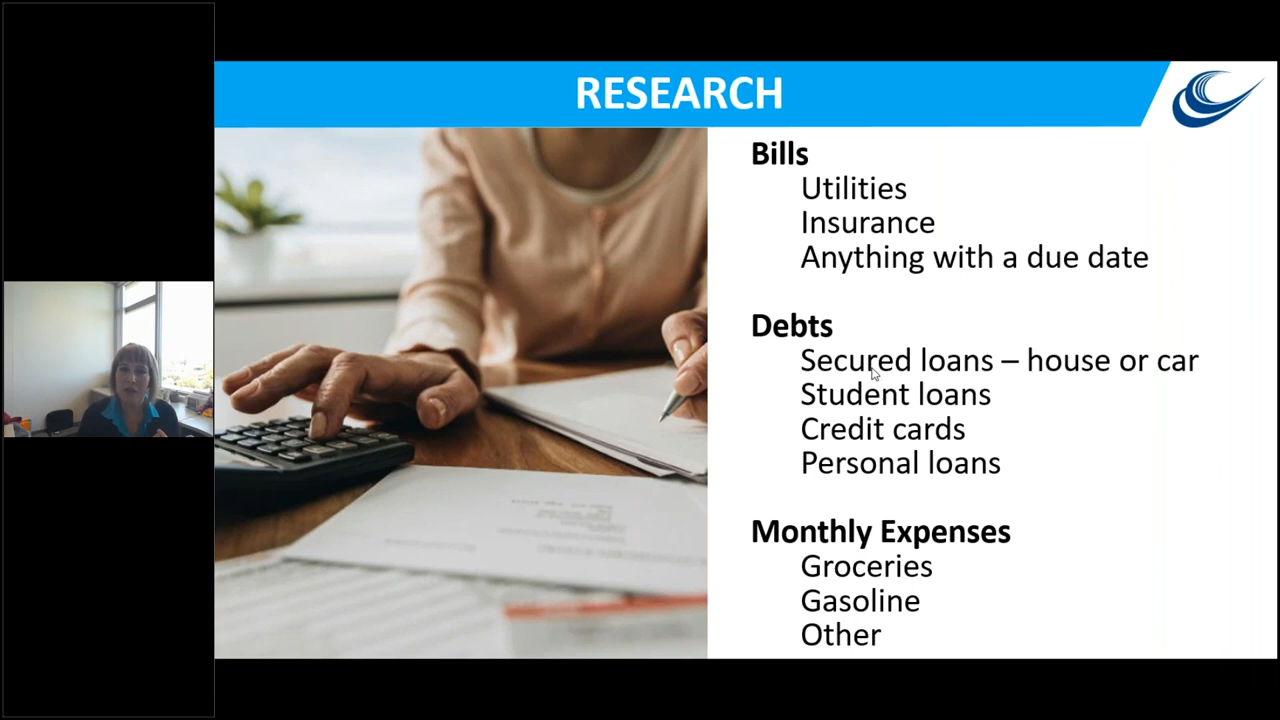 RESEARCH
Bills
Utilities
Insurance
Anything with a due date
Debts
Secured loans – house or car
Student loans
Credit cards
Personal loans
Monthly Expenses
Groceries
Gasoline
Other